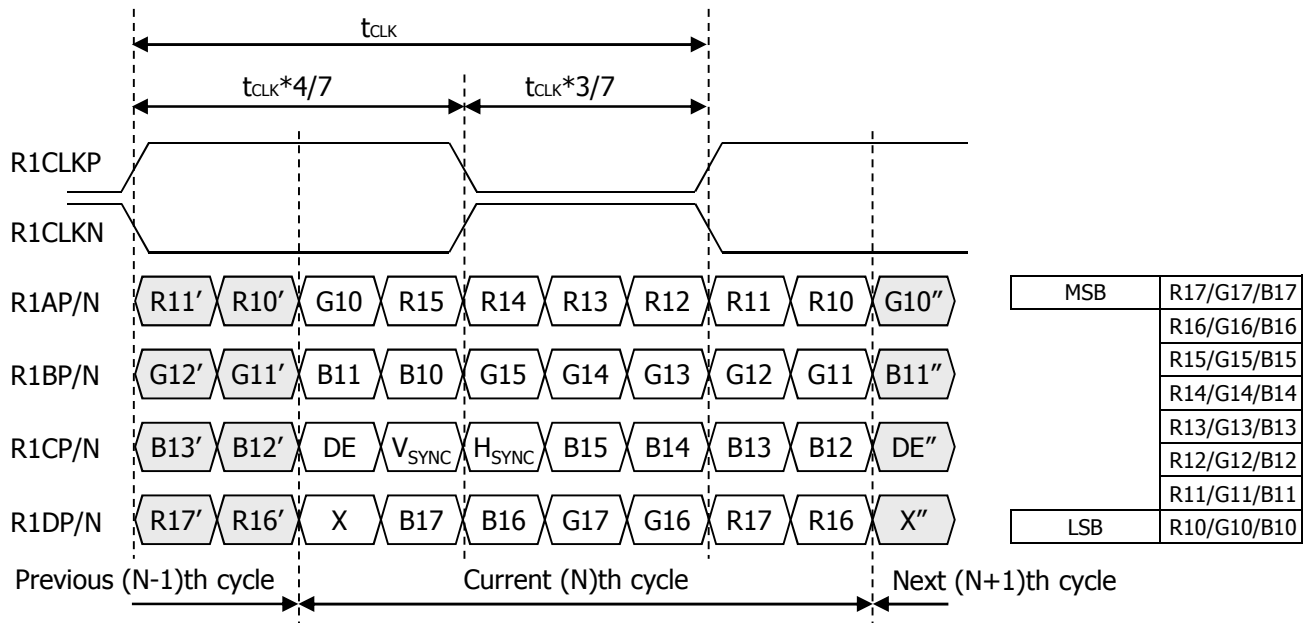 tCLK
tCLK*4/7 tCLK*3/7
R1CLKP
R1CLKN
R1AP/N R11′ R10′ G10 R15 R14 R13 R12 R11 R10 G10″
R1BP/N G12′ G11′ B11 B10 G15 G14 G13 G12 G11 B11″
R1CP/N B13′ B12′ DE VSYNC HSYNC B15 B14 B13 B12 DE″
R1DP/N R17′ R16′ X B17 B16 G17 G16 R17 R16 X″
Previous (N-1)th cycle Current (N)th cycle Next (N+1)th cycle
MSB R17/G17/B17
R16/G16/B16
R15/G15/B15
R14/G14/B14
R13/G13/B13
R12/G12/B12
R11/G11/B11
LSB R10/G10/B10